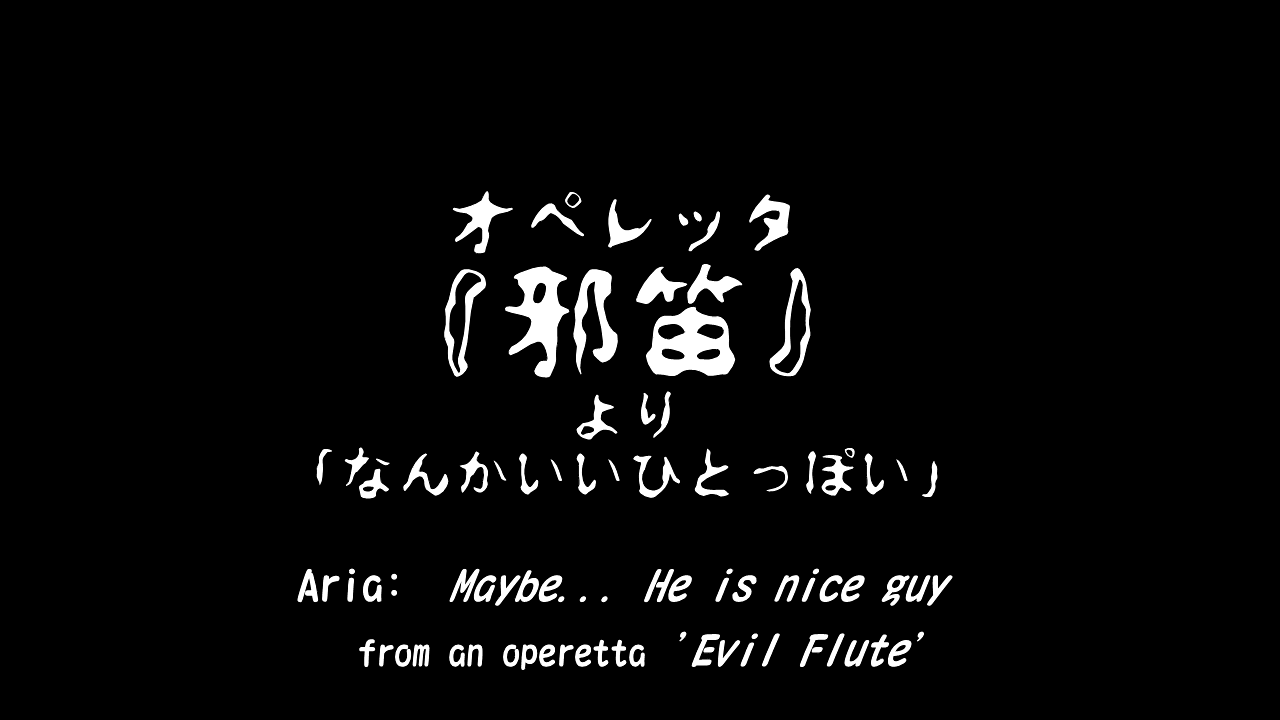 オペレッタ
『邪笛』
より
「なんかいいひとっぽい」
Aria: Maybe... He is nice guy
from an operetta 'Evil Flute'